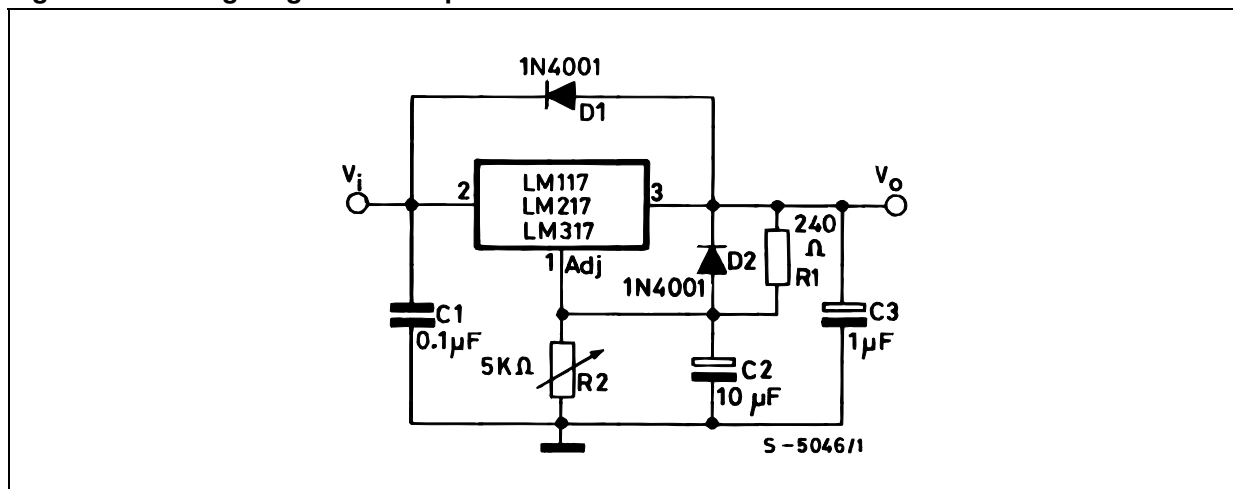 1N4001
D1
Vi
2
LM117
LM217
LM317
3
Vo
1 Adj
D2
1N4001
240
Ω
R1
C1
0.1µF
5KΩ
R2
C2
10 µF
C3
1µF
S-5046/1